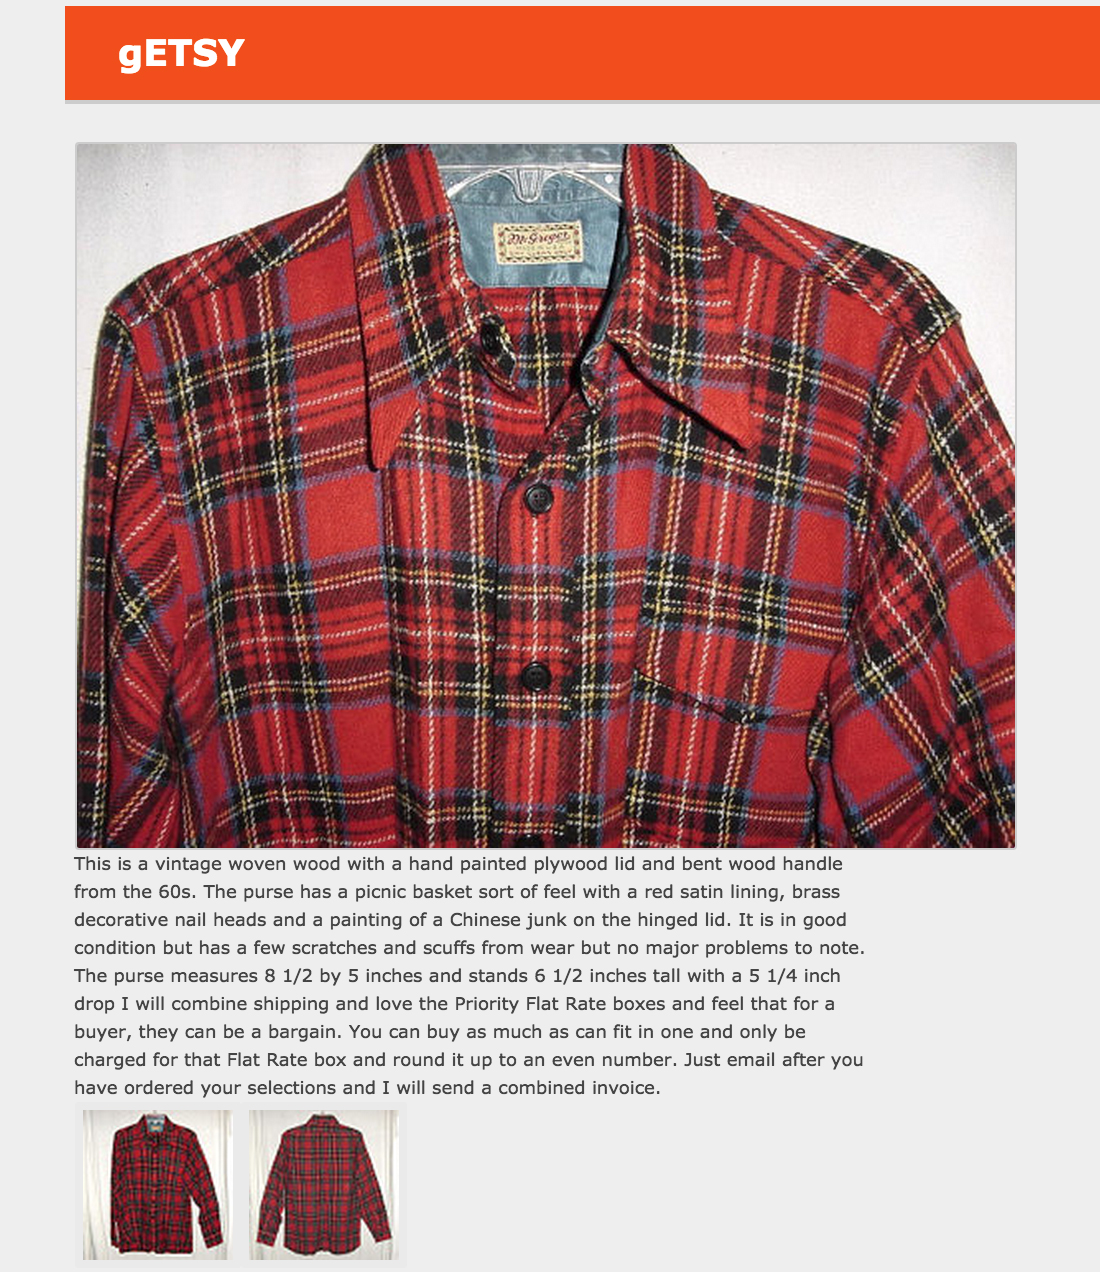 gETSY
McGregor
MADE IN U.S.A.
DRY CLEAN ONLY
This is a vintage woven wood with a hand painted plywood lid and bent wood handle
from the 60s. The purse has a picnic basket sort of feel with a red satin lining, brass
decorative nail heads and a painting of a Chinese junk on the hinged lid. It is in good
condition but has a few scratches and scuffs from wear but no major problems to note.
The purse measures 8 1/2 by 5 inches and stands 6 1/2 inches tall with a 5 1/4 inch
drop I will combine shipping and love the Priority Flat Rate boxes and feel that for a
buyer, they can be a bargain. You can buy as much as can fit in one and only be
charged for that Flat Rate box and round it up to an even number. Just email after you
have ordered your selections and I will send a combined invoice.